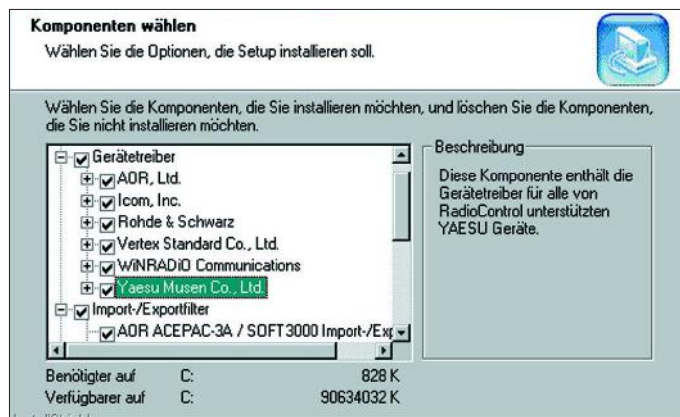 Komponenten wählen
Wählen Sie die Optionen, die Setup installieren soll.
Wählen Sie die Komponenten, die Sie installieren möchten, und löschen Sie die Komponenten,
die Sie nicht installieren möchten.
Gerätetreiber
AOR, Ltd.
Icom, Inc.
Rohde & Schwarz
Vertex Standard Co., Ltd.
WiNRADiO Communications
Yaesu Musen Co., Ltd.
Import-/Exportfilter
AOR ACEPAC-3A / SOFT3000 Import-/Exp
Beschreibung
Diese Komponente enthält die
Gerätetreiber für alle von
RadioControl unterstützten
YAESU Geräte.
Benötigter auf C: 828 K
Verfügbarer auf C: 90634032 K